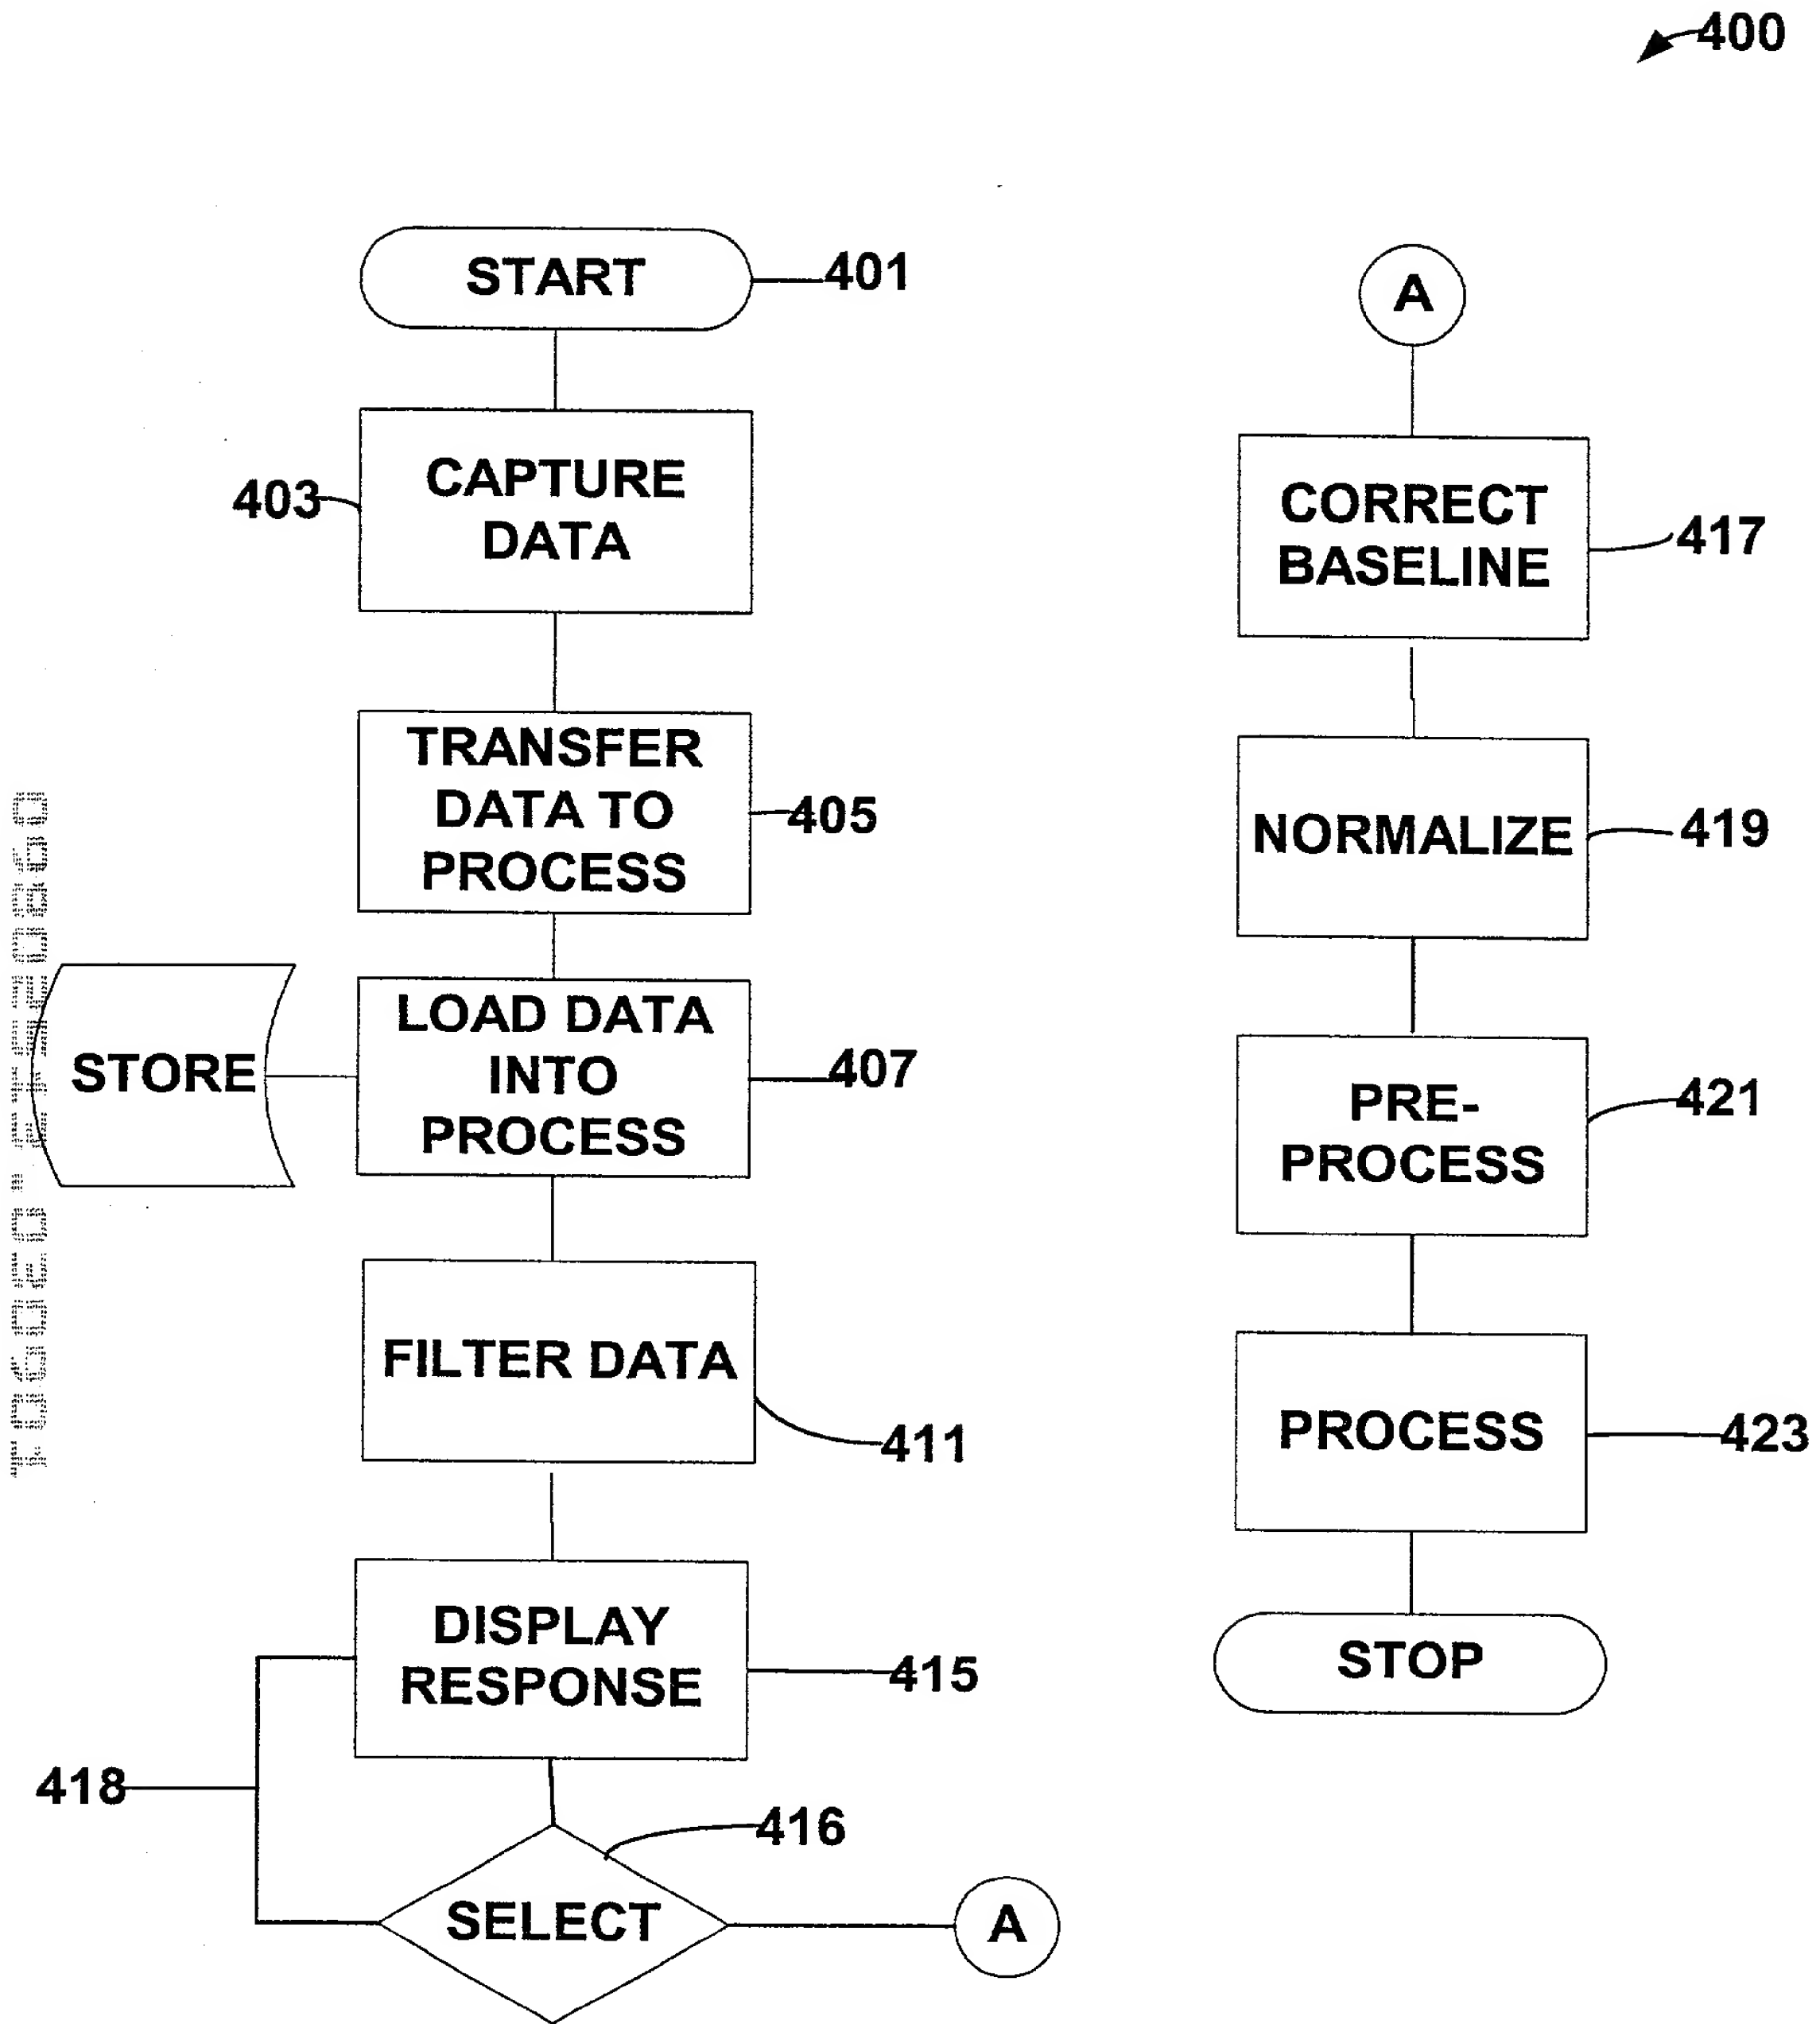 400
START
401
CAPTURE
DATA
403
TRANSFER
DATA TO
PROCESS
405
STORE
LOAD DATA
INTO
PROCESS
407
FILTER DATA
411
DISPLAY
RESPONSE
415
418
416
SELECT
A
A
CORRECT
BASELINE
417
NORMALIZE
419
PRE-
PROCESS
421
PROCESS
423
STOP